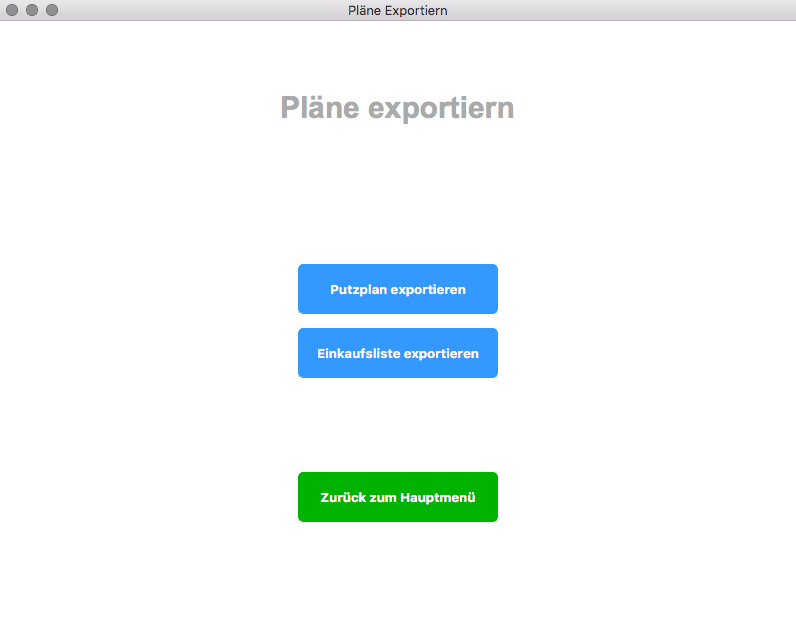 Pläne Exportiern
Pläne exportiern
Putzplan exportieren
Einkaufsliste exportieren
Zurück zum Hauptmenü